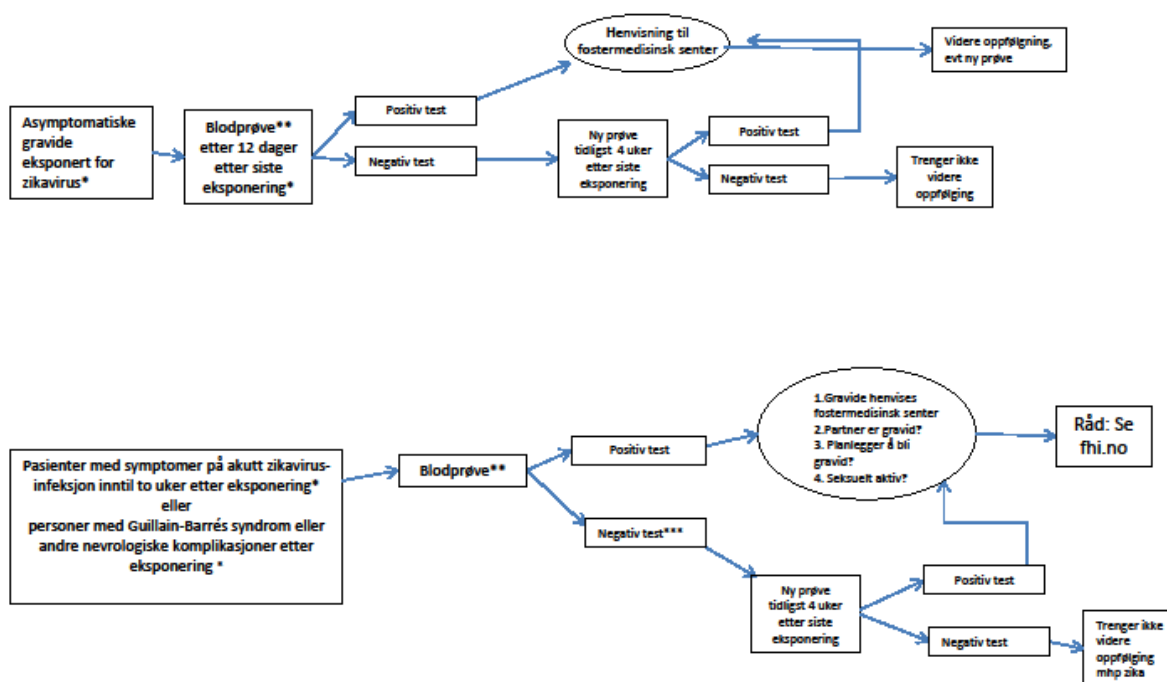 Henvisning til
fostermedisinsk senter
Videre oppfølgning,
evt ny prøve
Asymptomatiske
gravide
eksponert for
zikavirus*
Blodprøve**
etter 12 dager
etter siste
eksponering*
Positiv test
Negativ test
Ny prøve
tidligst 4 uker
etter siste
eksponering
Positiv test
Negativ test
Trenger ikke
videre
oppfølging
Pasienter med symptomer på akutt zikavirus-
infeksjon inntil to uker etter eksponering*
eller
personer med Guillain-Barrés syndrom eller
andre nevrologiske komplikasjoner etter
eksponering *
Blodprøve**
Positiv test
Negativ test***
1.Gravide henvises
fostermedisinsk senter
2.Partner er gravid?
3. Planlegger å bli
gravid?
4. Seksuelt aktiv?
Råd: Se
fhi.no
Ny prøve
tidligst 4 uker
etter siste
eksponering
Positiv test
Negativ test
Trenger ikke
videre
oppfølging
mhp zika